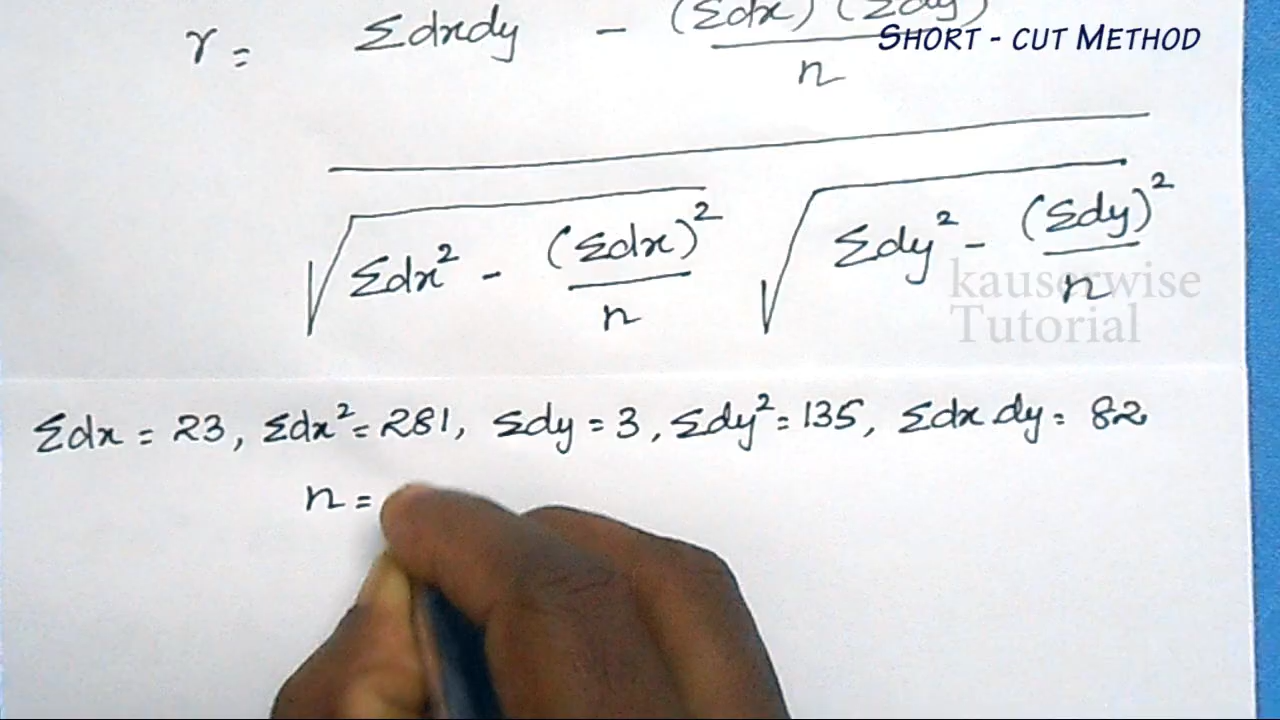 r = Σdxdy - (Σdx) (Σdy) / n
SHORT - CUT METHOD
√Σdx² - (Σdx)² / n √Σdy² - (Σdy)² / n
kauserwise
Tutorial
Σdx = 23, Σdx² = 281, Σdy = 3, Σdy² = 135, Σdx dy = 82
n =